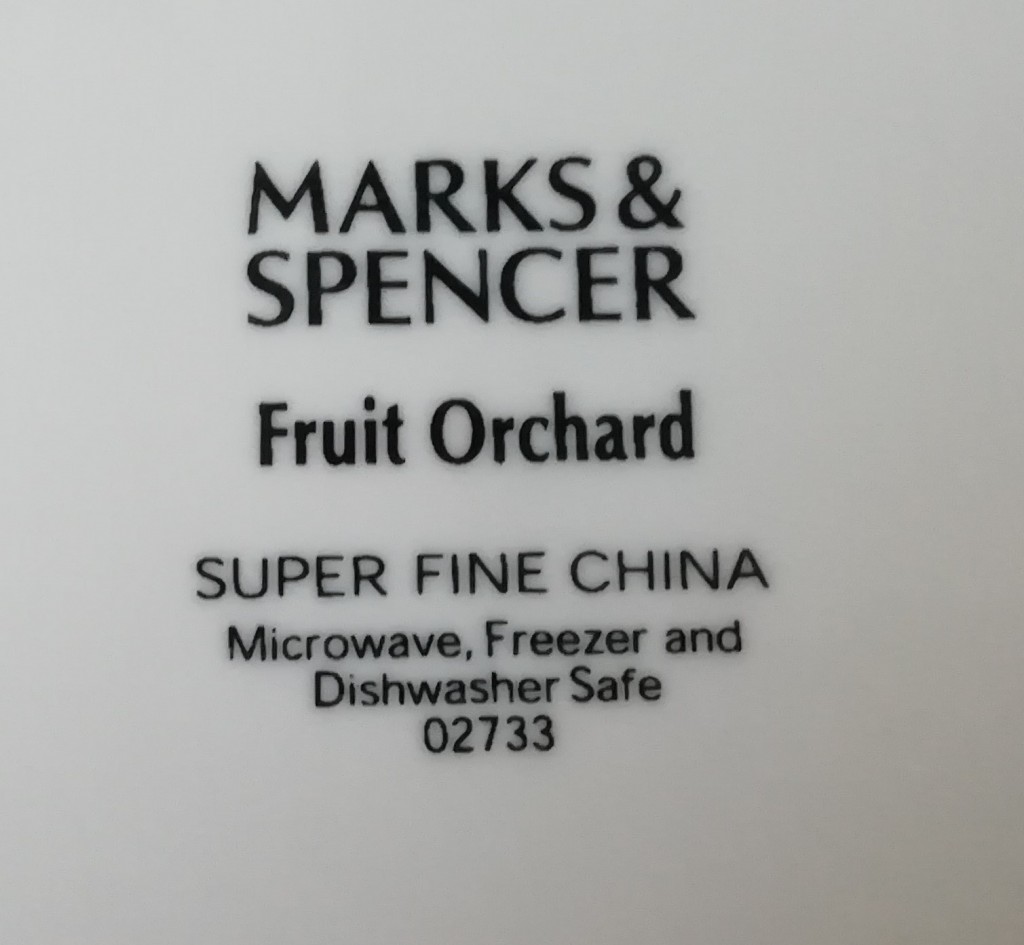 MARKS &
SPENCER
Fruit Orchard
SUPER FINE CHINA
Microwave, Freezer and
Dishwasher Safe
02733